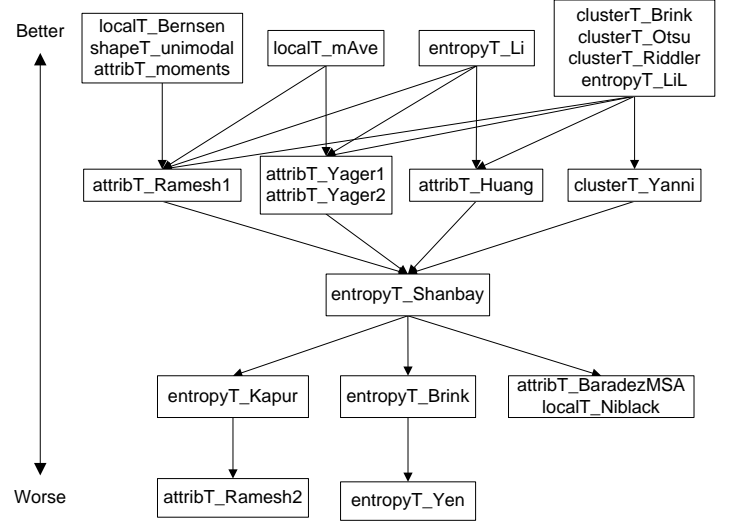 Better
localT_Bernsen
shapeT_unimodal
attribT_moments
localT_mAve
entropyT_Li
clusterT_Brink
clusterT_Otsu
clusterT_Riddler
entropyT_LiL
attribT_Ramesh1
attribT_Yager1
attribT_Yager2
attribT_Huang
clusterT_Yanni
entropyT_Shanbay
entropyT_Kapur
entropyT_Brink
attribT_BaradezMSA
localT_Niblack
Worse
attribT_Ramesh2
entropyT_Yen